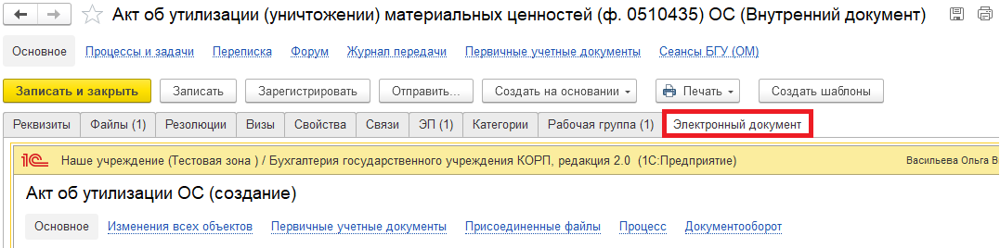 Акт об утилизации (уничтожении) материальных ценностей (ф. 0510435) ОС (Внутренний документ)
Основное Процессы и задачи Переписка Форум Журнал передачи Первичные учетные документы Сеансы БГУ (ОМ)
Записать и закрыть Записать Зарегистрировать Отправить... Создать на основании Печать Создать шаблоны
Реквизиты Файлы (1) Резолюции Визы Свойства Связи ЭП (1) Категории Рабочая группа (1) Электронный документ
1С Наше учреждение (Тестовая зона ) / Бухгалтерия государственного учреждения КОРП, редакция 2.0 (1С:Предприятие) Васильева Ольга В
Акт об утилизации ОС (создание)
Основное Изменения всех объектов Первичные учетные документы Присоединенные файлы Процесс Документооборот